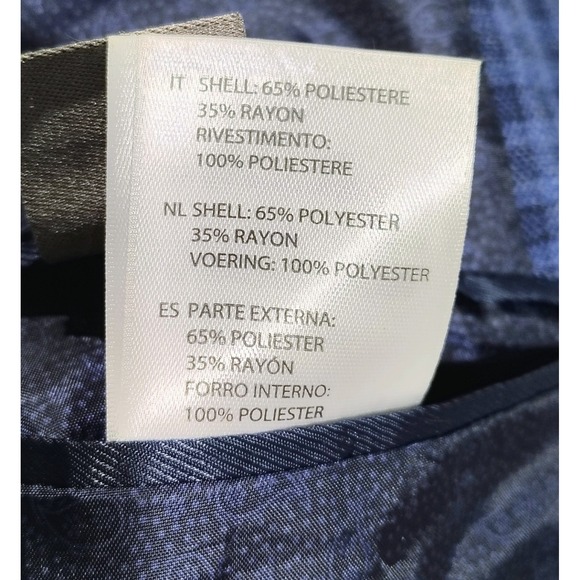 IT SHELL: 65% POLIESTERE
35% RAYON
RIVESTIMENTO:
100% POLIESTERE
NL SHELL: 65% POLYESTER
35% RAYON
VOERING: 100% POLYESTER
ES PARTE EXTERNA:
65% POLIESTER
35% RAYÓN
FORRO INTERNO:
100% POLIESTER